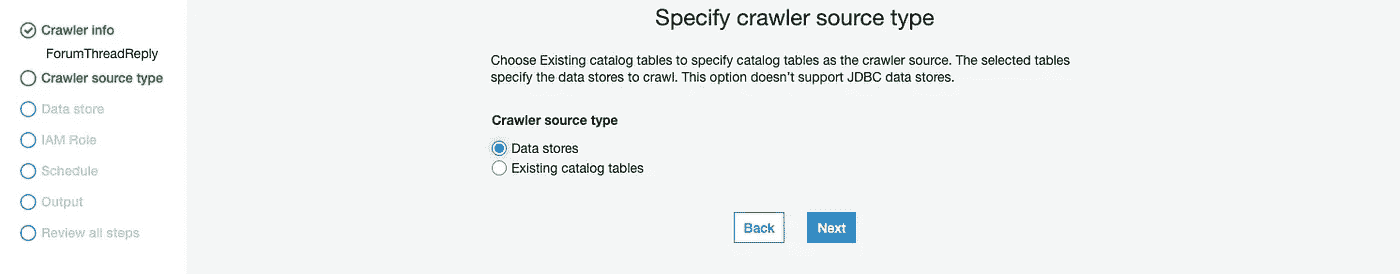 Crawler info
ForumThreadReply
Crawler source type
Data store
IAM Role
Schedule
Output
Review all steps
Specify crawler source type
Choose Existing catalog tables to specify catalog tables as the crawler source. The selected tables
specify the data stores to crawl. This option doesn't support JDBC data stores.
Crawler source type
Data stores
Existing catalog tables
Back
Next